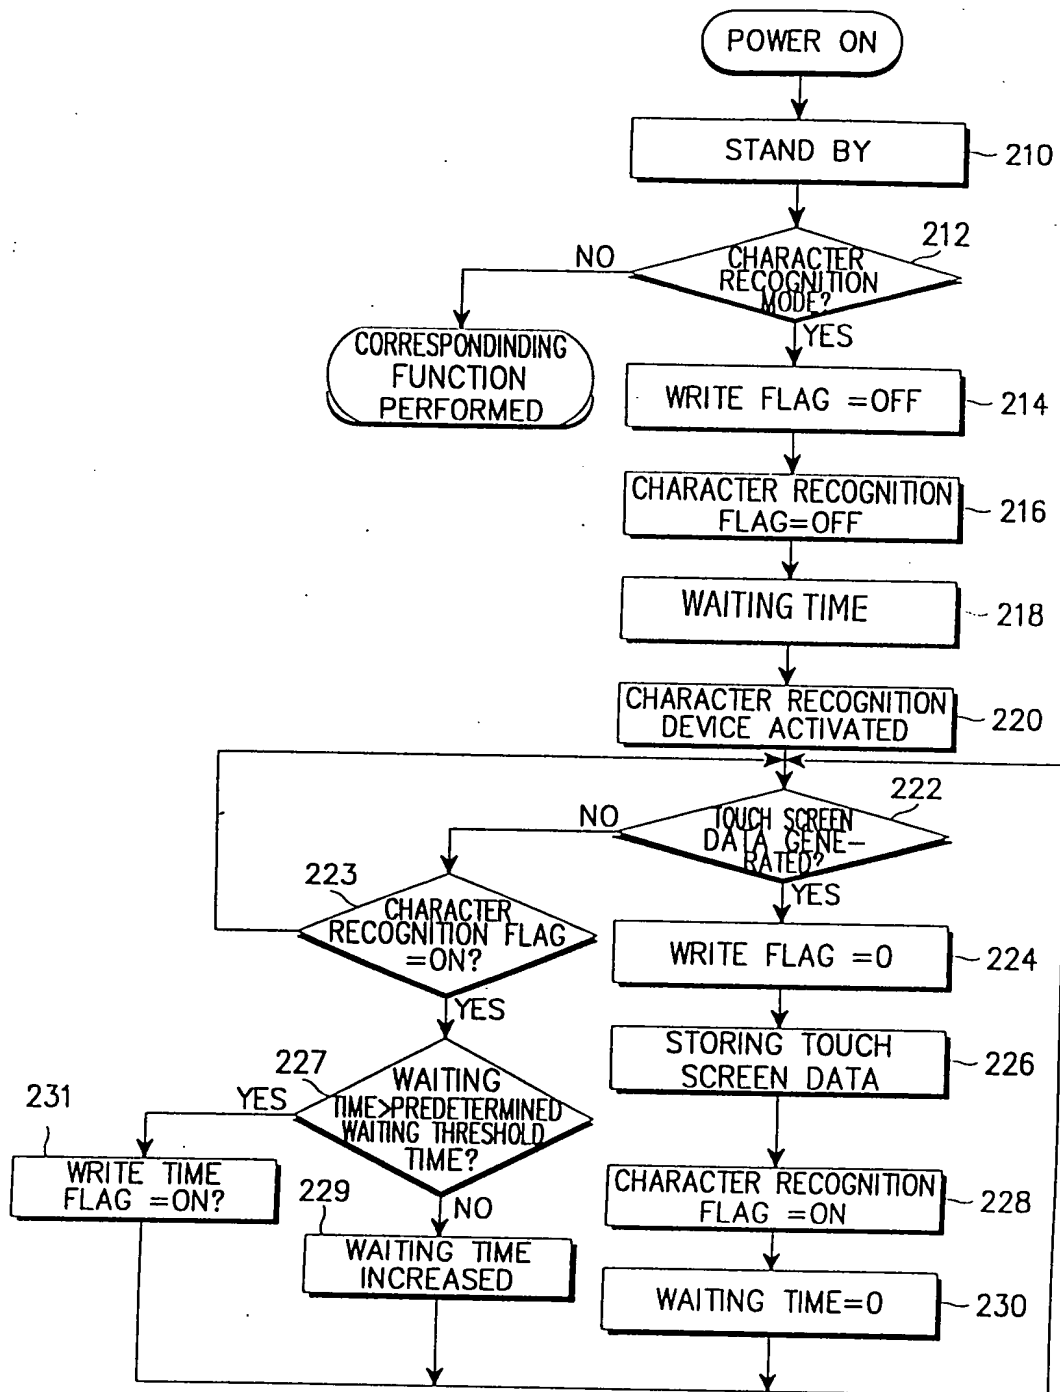 POWER ON
STAND BY
210
212
CHARACTER
RECOGNITION
MODE?
NO
YES
CORRESPONDINDING
FUNCTION
PERFORMED
WRITE FLAG =OFF
214
CHARACTER RECOGNITION
FLAG=OFF
216
WAITING TIME
218
CHARACTER RECOGNITION
DEVICE ACTIVATED
220
222
TOUCH SCREEN
DATA GENE-
RATED?
NO
YES
223
CHARACTER
RECOGNITION FLAG
=ON?
YES
WRITE FLAG =0
224
STORING TOUCH
SCREEN DATA
226
227
WAITING
TIME>PREDETERMINED
WAITING THRESHOLD
TIME?
YES
NO
231
WRITE TIME
FLAG =ON?
229
WAITING TIME
INCREASED
CHARACTER RECOGNITION
FLAG =ON
228
WAITING TIME=0
230